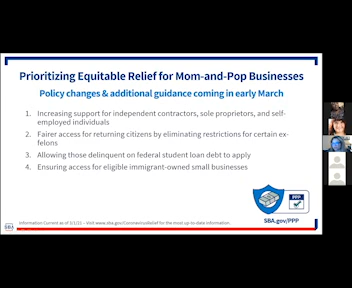 Prioritizing Equitable Relief for Mom-and-Pop Businesses
Policy changes & additional guidance coming in early March
1. Increasing support for independent contractors, sole proprietors, and self-
employed individuals
2. Fairer access for returning citizens by eliminating restrictions for certain ex-
felons
3. Allowing those delinquent on federal student loan debt to apply
4. Ensuring access for eligible immigrant-owned small businesses
PPP
SBA.gov/PPP
SBA
Information Current as of 3/1/21 – Visit www.sba.gov/CoronavirusRelief for the most up-to-date information.